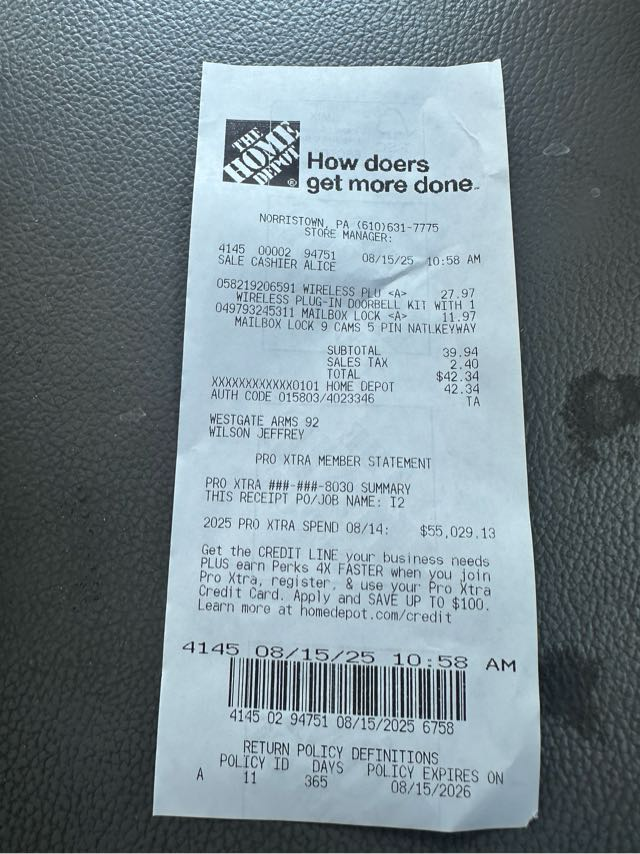 THE
HOME
DEPOT
®
How doers
get more done™
NORRISTOWN, PA (610)631-7775
STORE MANAGER:
4145 00002 94751 08/15/25 10:58 AM
SALE CASHIER ALICE
058219206591 WIRELESS PLU <A> 27.97
WIRELESS PLUG-IN DOORBELL KIT WITH 1
049793245311 MAILBOX LOCK <A> 11.97
MAILBOX LOCK 9 CAMS 5 PIN NATLKEYWAY
SUBTOTAL 39.94
SALES TAX 2.40
TOTAL $42.34
XXXXXXXXXXXX0101 HOME DEPOT 42.34
AUTH CODE 015803/4023346 TA
WESTGATE ARMS 92
WILSON JEFFREY
PRO XTRA MEMBER STATEMENT
PRO XTRA ###-###-8030 SUMMARY
THIS RECEIPT PO/JOB NAME: I2
2025 PRO XTRA SPEND 08/14: $55,029.13
Get the CREDIT LINE your business needs
PLUS earn Perks 4X FASTER when you join
Pro Xtra, register, & use your Pro Xtra
Credit Card. Apply and SAVE UP TO $100.
Learn more at homedepot.com/credit
4145 08/15/25 10:58 AM
4145 02 94751 08/15/2025 6758
RETURN POLICY DEFINITIONS
POLICY ID DAYS POLICY EXPIRES ON
A 11 365 08/15/2026